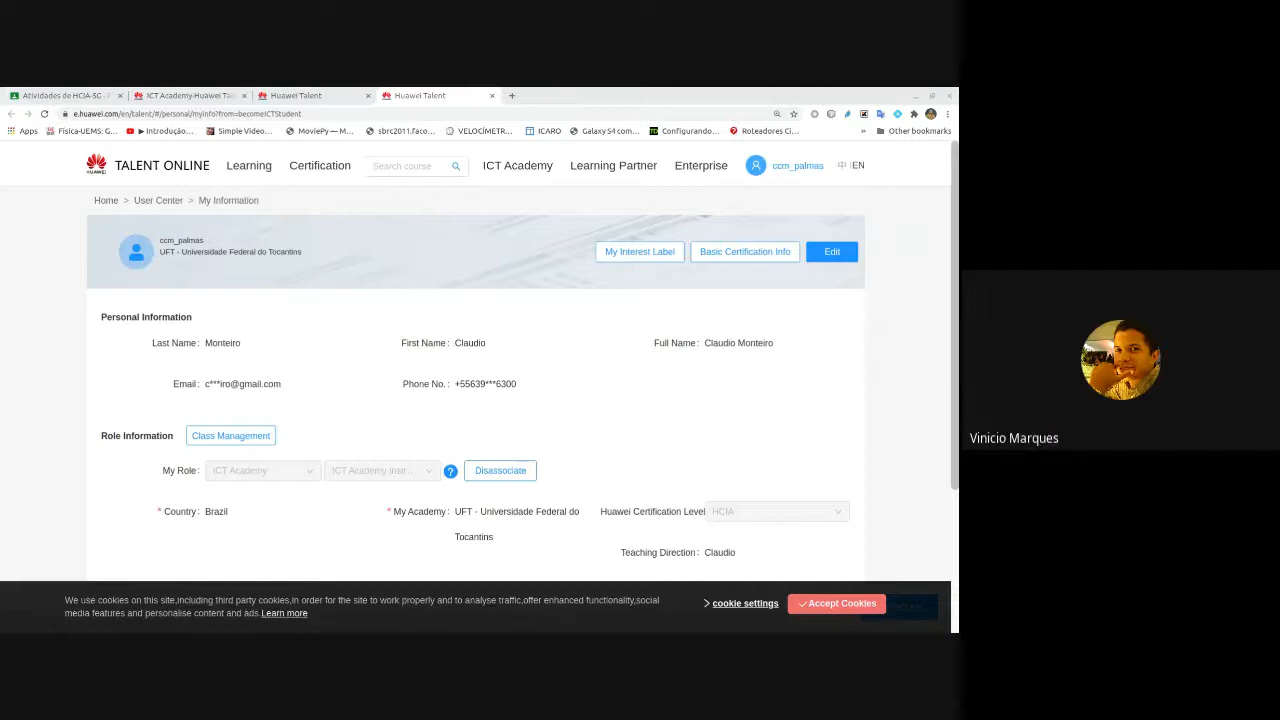 Atividades de HCIA-5G - P
ICT Academy-Huawei Tal
Huawei Talent
Huawei Talent
e.huawei.com/en/talent/#/personal/myinfo?from=becomeICTStudent
Apps
Física-UEMS: G...
Introdução...
Simple Video...
MoviePy — M...
sbrc2011.faco...
VELOCÍMETR...
ICARO
Galaxy S4 com...
Configurando...
Roteadores Ci...
»
Other bookmarks
HUAWEI
TALENT ONLINE
Learning
Certification
Search course
ICT Academy
Learning Partner
Enterprise
ccm_palmas
中 |EN
Home > User Center > My Information
ccm_palmas
UFT - Universidade Federal do Tocantins
My Interest Label
Basic Certification Info
Edit
Personal Information
Last Name : Monteiro
First Name : Claudio
Full Name : Claudio Monteiro
Email : c***iro@gmail.com
Phone No. : +55639***6300
Role Information
Class Management
My Role :
ICT Academy
ICT Academy Instr...
?
Disassociate
* Country : Brazil
* My Academy : UFT - Universidade Federal do
Tocantins
Huawei Certification Level
HCIA
Teaching Direction : Claudio
We use cookies on this site,including third party cookies,in order for the site to work properly and to analyse traffic,offer enhanced functionality,social
media features and personalise content and ads.Learn more
cookie settings
Accept Cookies
Vinicio Marques